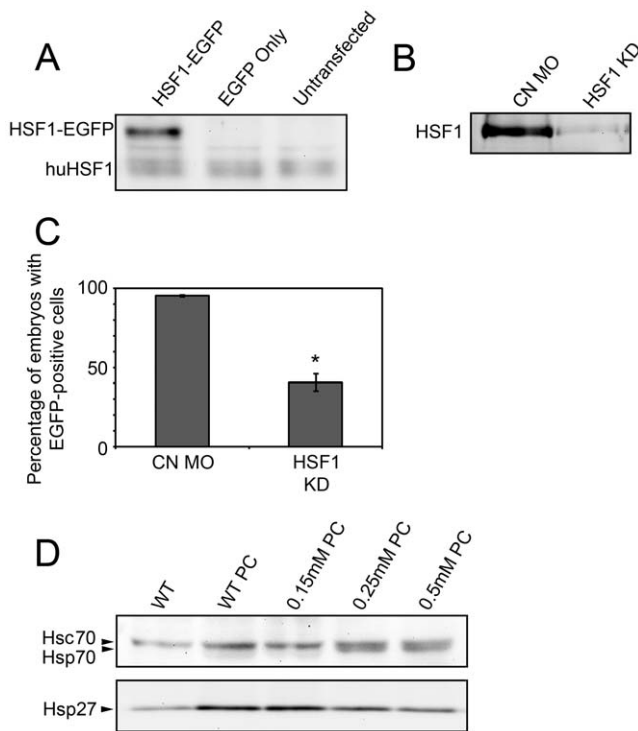 A
HSF1-EGFP
EGFP Only
Untransfected
HSF1-EGFP
huHSF1
B
CN MO
HSF1 KD
HSF1
C
Percentage of embryos with
EGFP-positive cells
100
50
0
*
CN MO
HSF1
KD
D
WT
WT PC
0.15mM PC
0.25mM PC
0.5mM PC
Hsc70
Hsp70
Hsp27